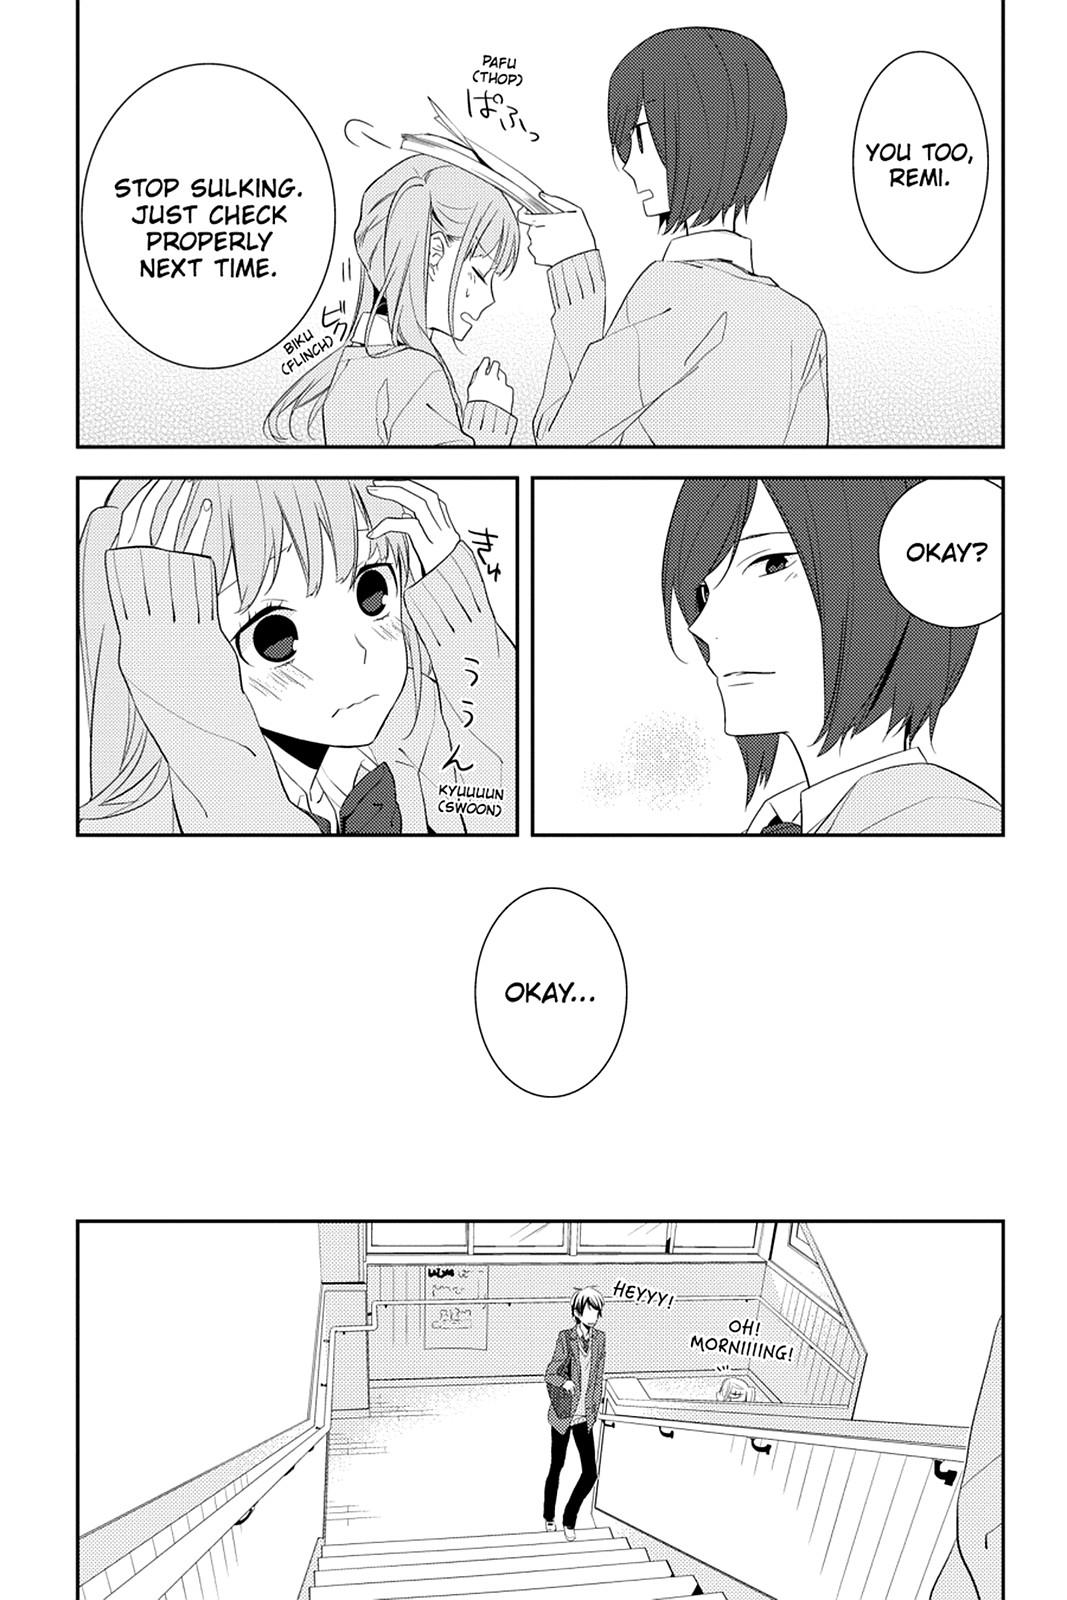 YOU TOO,
REMI.
PAFU
(THOP)
ぱふっ
STOP SULKING.
JUST CHECK
PROPERLY
NEXT TIME.
ビクッ
BIKU
(FLINCH)
OKAY?
きゅ
ううん
KYUUUUN
(SWOON)
OKAY...
HEYYY!
OH!
MORNIIIING!